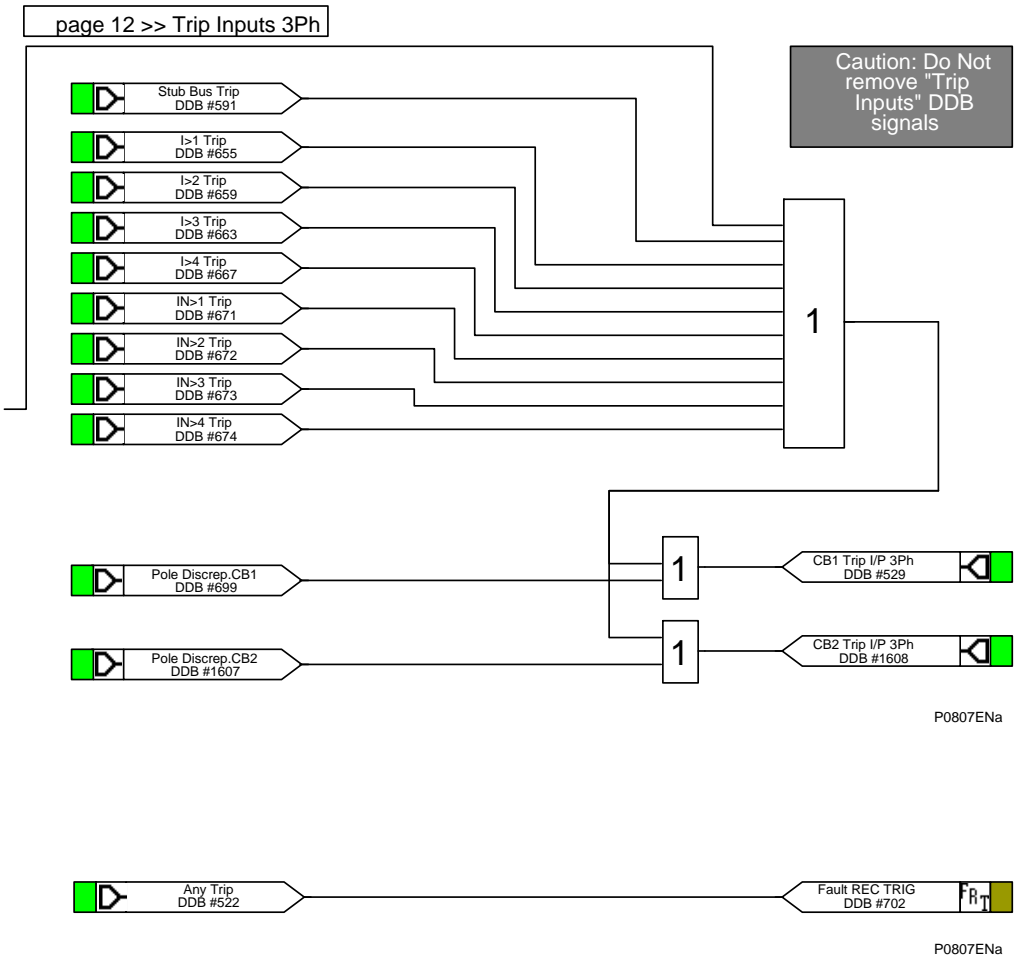 page 12 >> Trip Inputs 3Ph
Caution: Do Not
remove "Trip
Inputs" DDB
signals
Stub Bus Trip
DDB #591
I>1 Trip
DDB #655
I>2 Trip
DDB #659
I>3 Trip
DDB #663
I>4 Trip
DDB #667
IN>1 Trip
DDB #671
IN>2 Trip
DDB #672
IN>3 Trip
DDB #673
IN>4 Trip
DDB #674
1
Pole Discrep.CB1
DDB #699
1
CB1 Trip I/P 3Ph
DDB #529
Pole Discrep.CB2
DDB #1607
1
CB2 Trip I/P 3Ph
DDB #1608
P0807ENa
Any Trip
DDB #522
Fault REC TRIG
DDB #702
FRT
P0807ENa